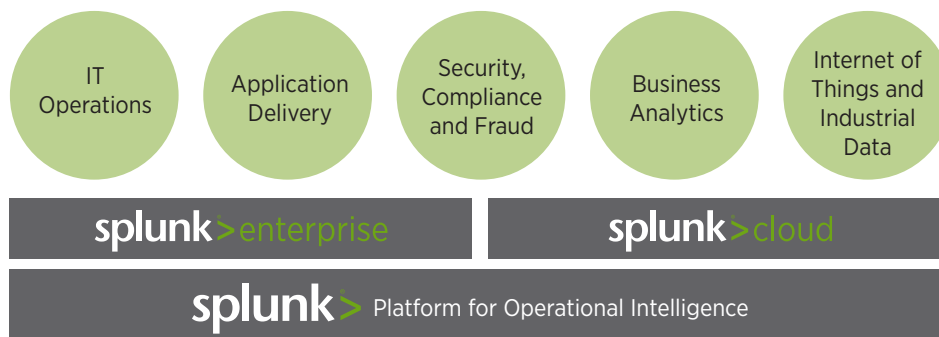 IT
Operations
Application
Delivery
Security,
Compliance
and Fraud
Business
Analytics
Internet of
Things and
Industrial
Data
splunk>enterprise
splunk>cloud
splunk> Platform for Operational Intelligence